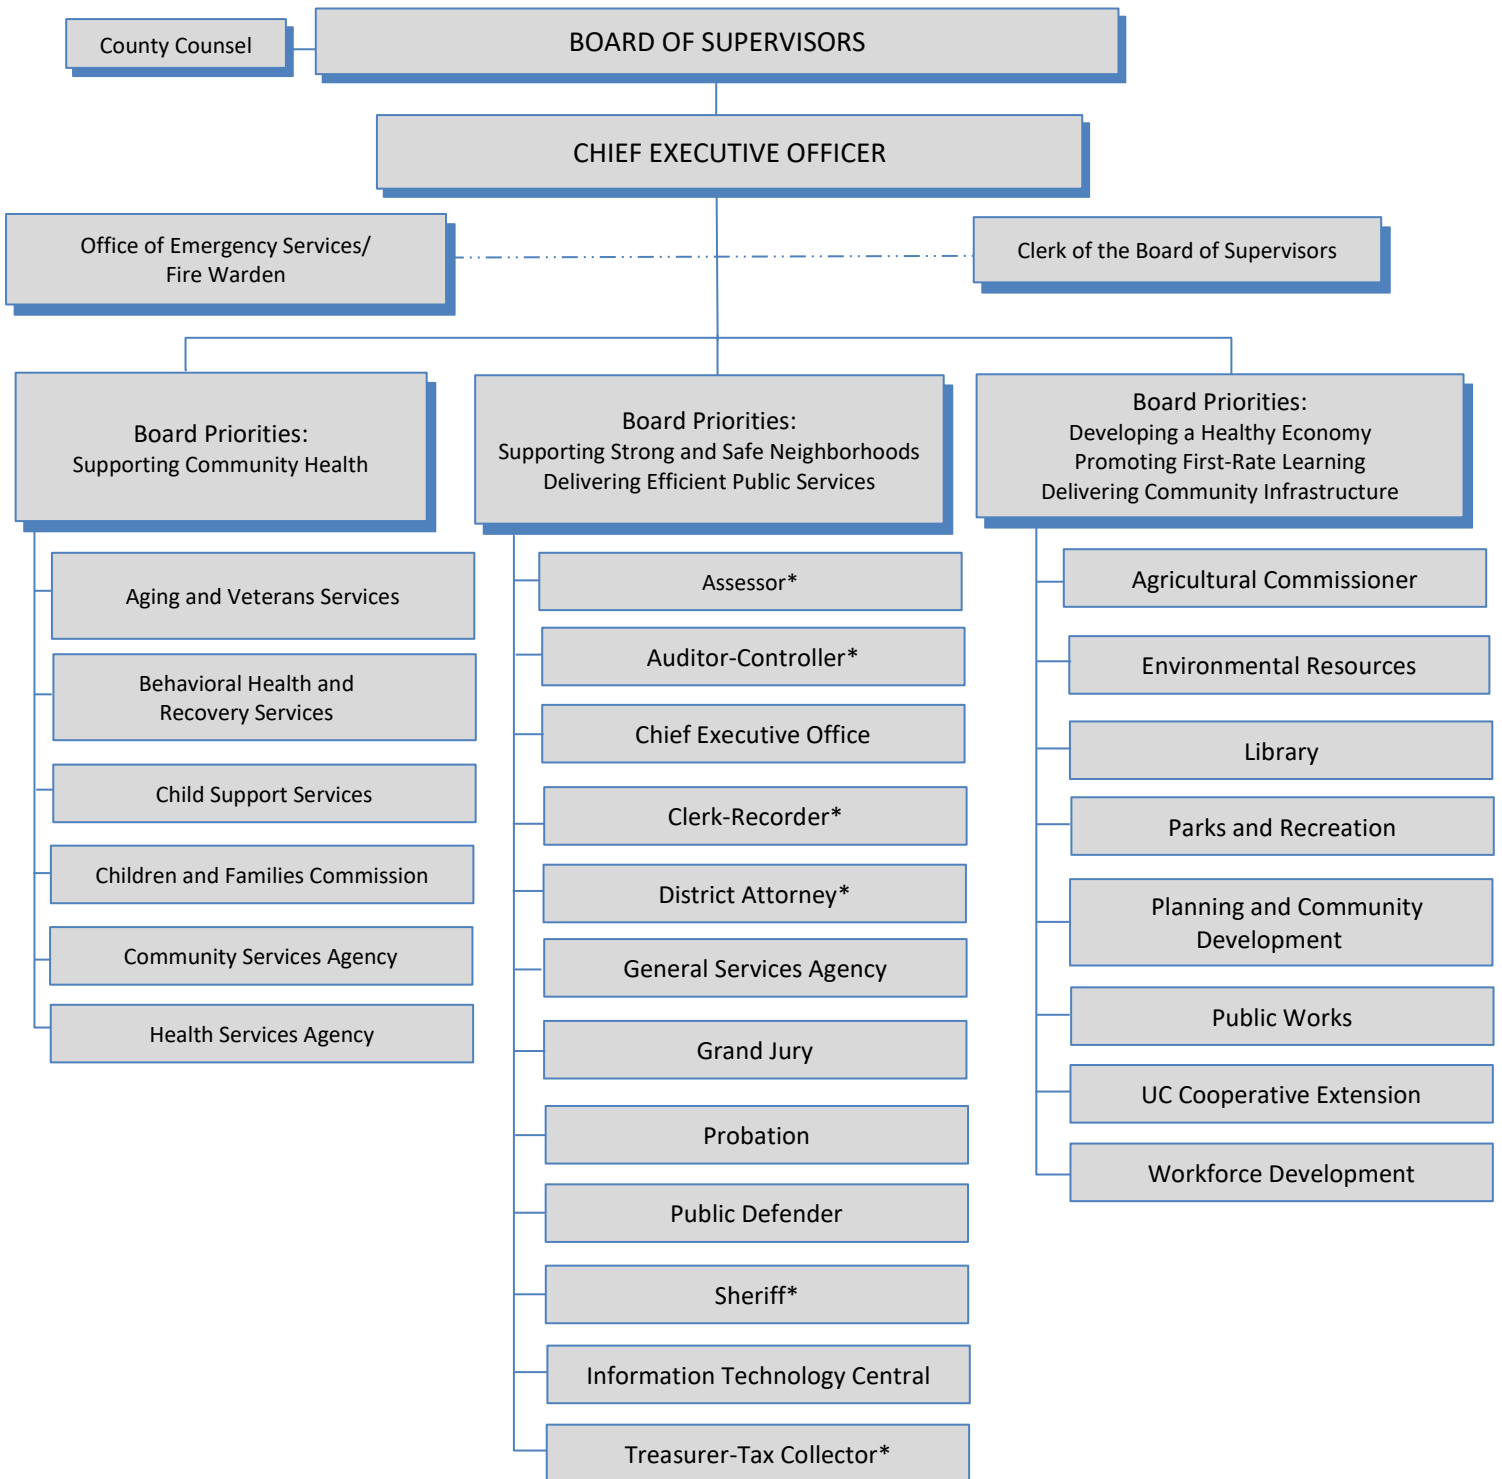 County Counsel
BOARD OF SUPERVISORS
CHIEF EXECUTIVE OFFICER
Office of Emergency Services/
Fire Warden
Clerk of the Board of Supervisors
Board Priorities:
Supporting Community Health
Aging and Veterans Services
Behavioral Health and
Recovery Services
Child Support Services
Children and Families Commission
Community Services Agency
Health Services Agency
Board Priorities:
Supporting Strong and Safe Neighborhoods
Delivering Efficient Public Services
Assessor*
Auditor-Controller*
Chief Executive Office
Clerk-Recorder*
District Attorney*
General Services Agency
Grand Jury
Probation
Public Defender
Sheriff*
Information Technology Central
Treasurer-Tax Collector*
Board Priorities:
Developing a Healthy Economy
Promoting First-Rate Learning
Delivering Community Infrastructure
Agricultural Commissioner
Environmental Resources
Library
Parks and Recreation
Planning and Community
Development
Public Works
UC Cooperative Extension
Workforce Development